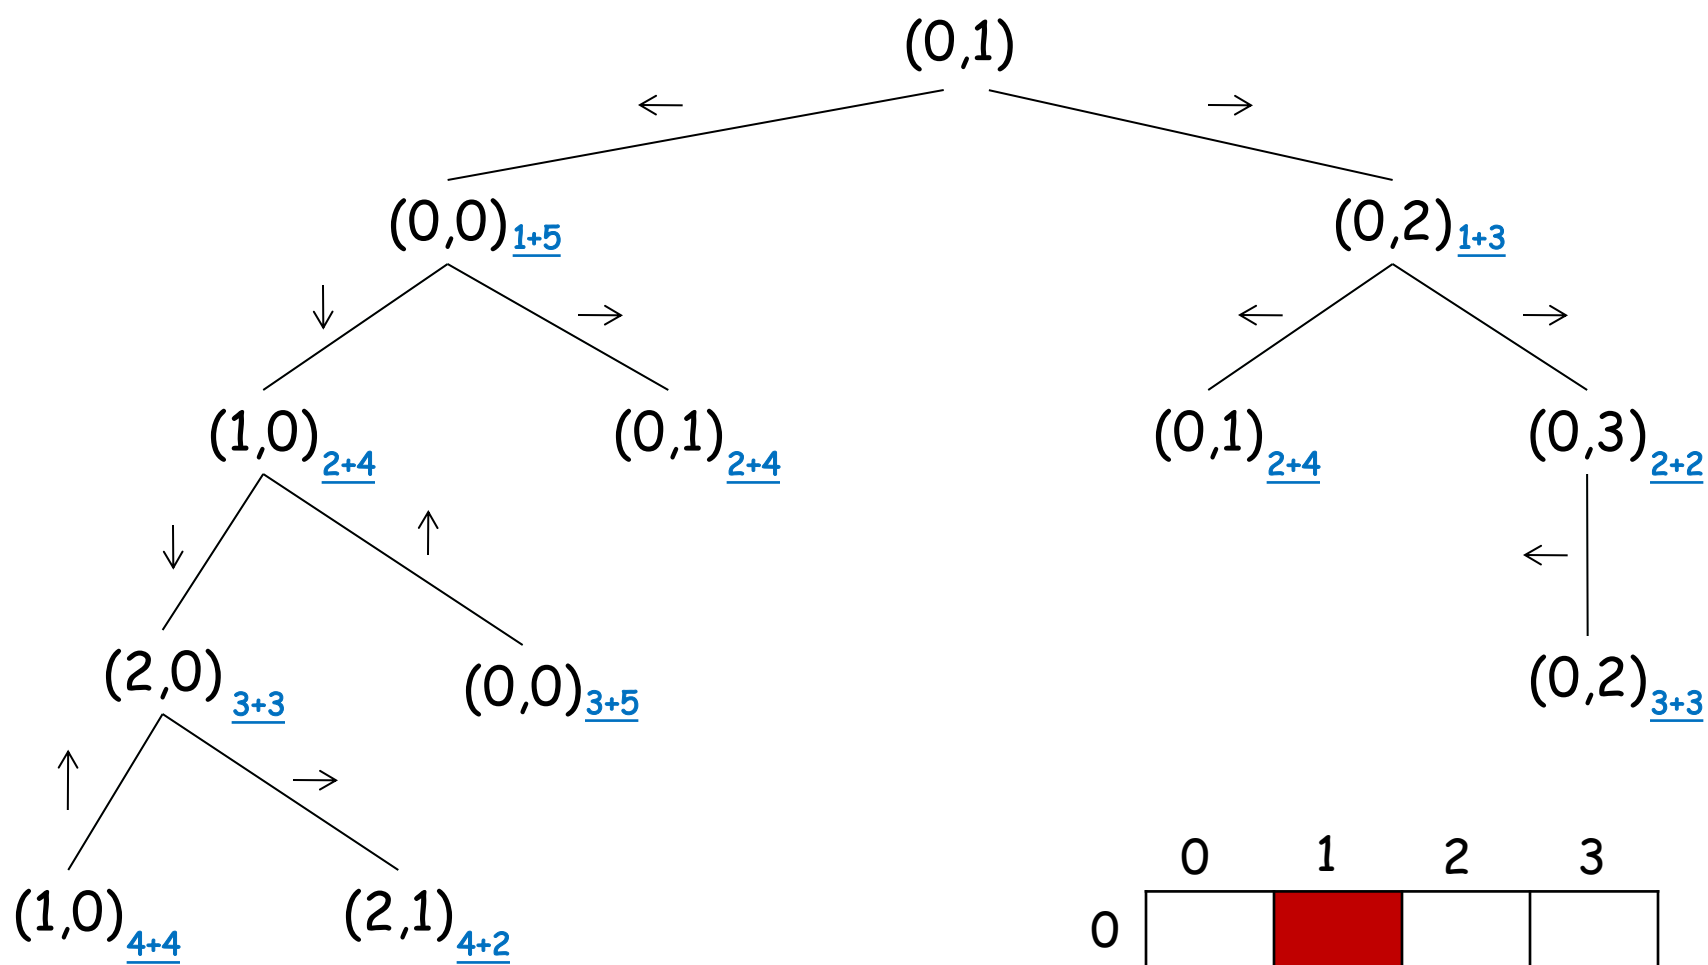 (0,1)
(0,0) 1+5 (0,2) 1+3
(1,0) 2+4 (0,1) 2+4 (0,1) 2+4 (0,3) 2+2
(2,0) 3+3 (0,0) 3+5 (0,2) 3+3
0 1 2 3
(1,0) 4+4 (2,1) 4+2 0